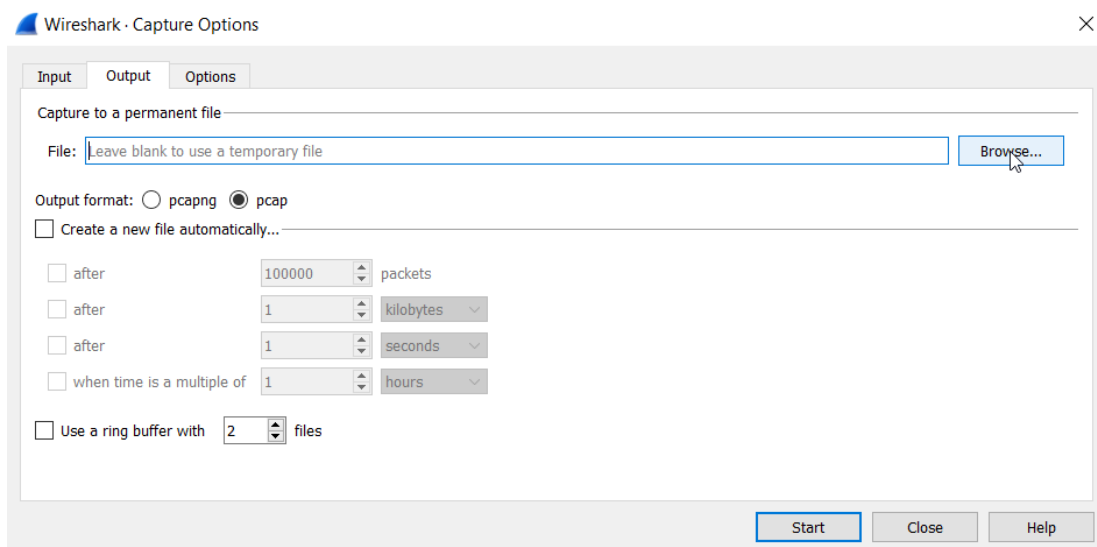 Wireshark · Capture Options
Input Output Options
Capture to a permanent file
File: Leave blank to use a temporary file Browse...
Output format: pcapng pcap
Create a new file automatically...
after 100000 packets
after 1 kilobytes
after 1 seconds
when time is a multiple of 1 hours
Use a ring buffer with 2 files
Start Close Help